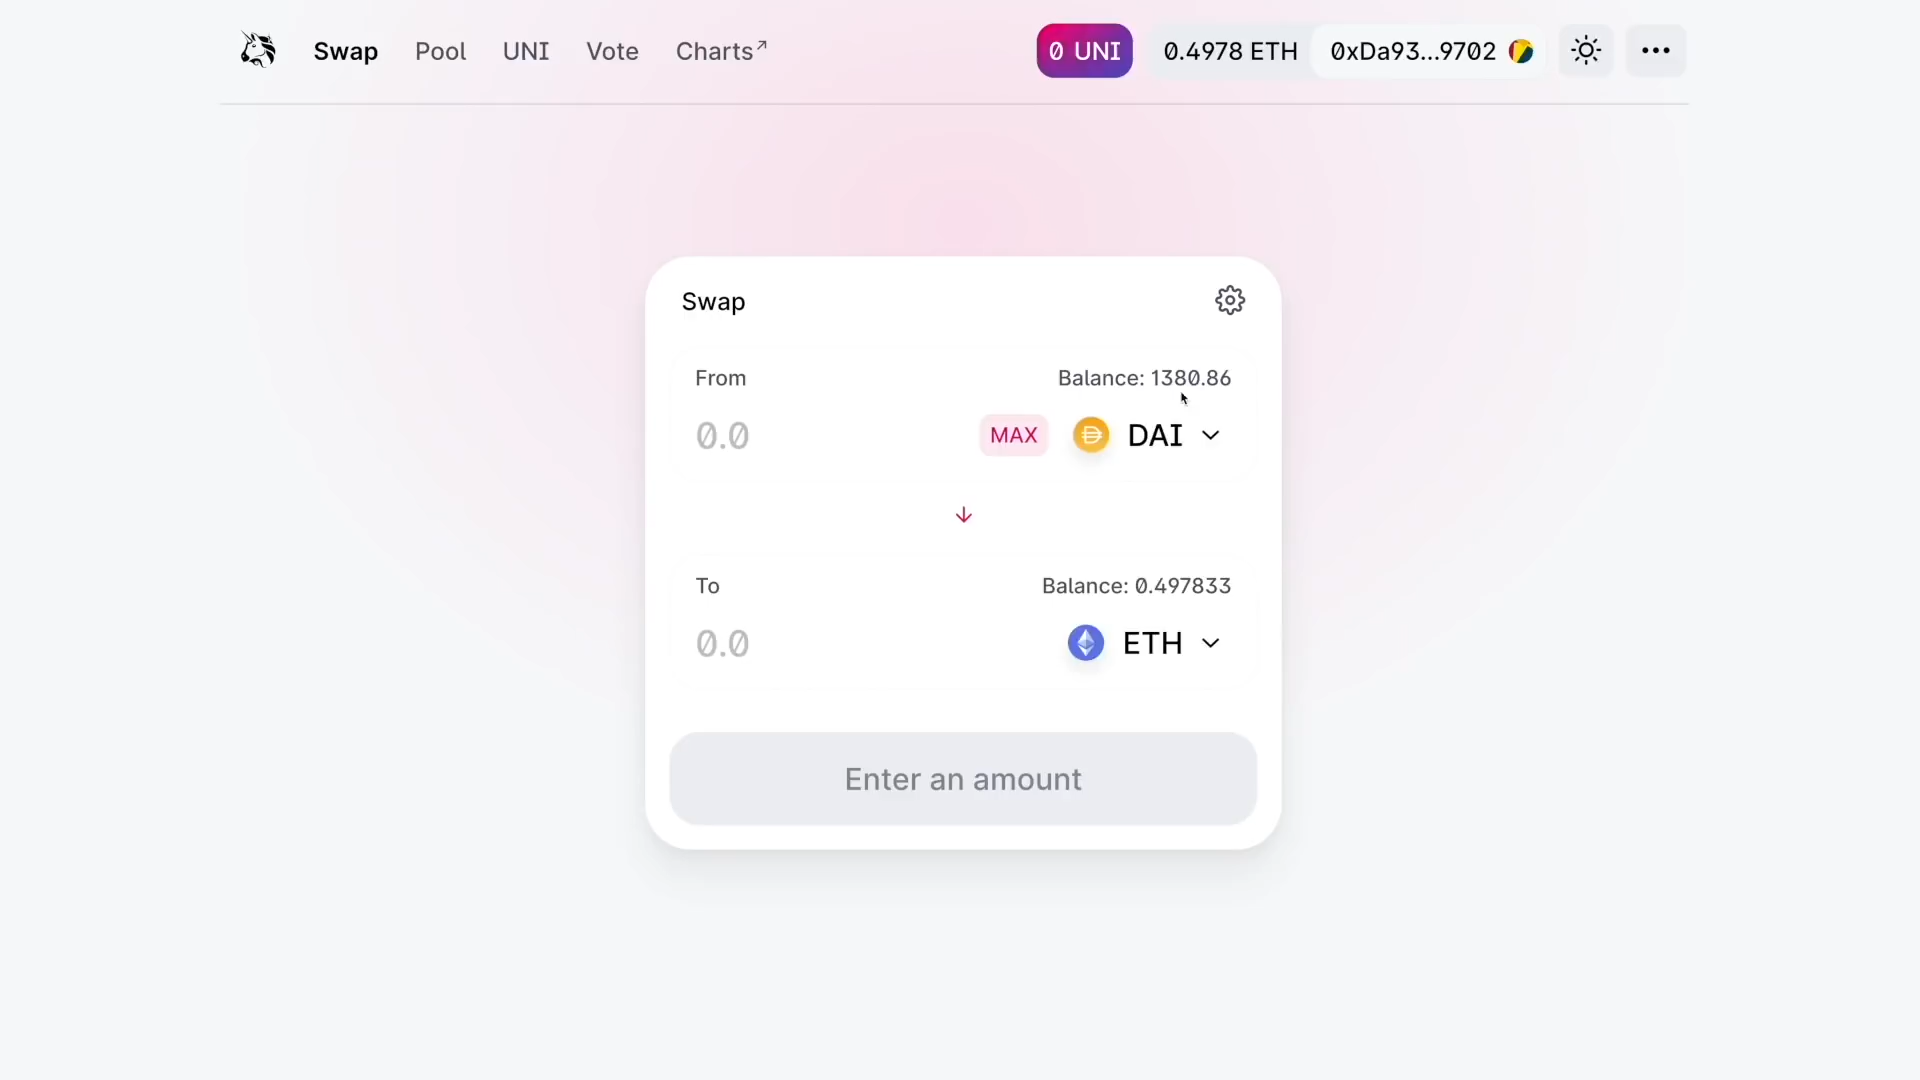 Swap Pool UNI Vote Charts↗ 0 UNI 0.4978 ETH 0xDa93...9702
Swap
From Balance: 1380.86
0.0 MAX DAI
To Balance: 0.497833
0.0 ETH
Enter an amount